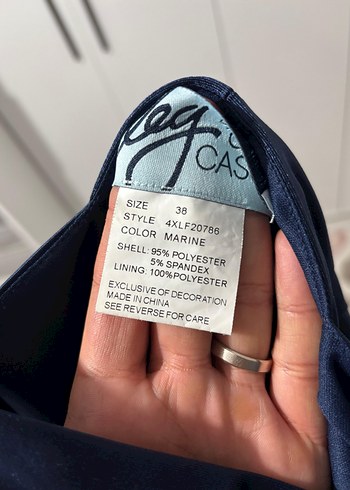 CAS
SIZE 38
STYLE 4XLF20786
COLOR MARINE
SHELL: 95% POLYESTER
5% SPANDEX
LINING: 100%POLYESTER
EXCLUSIVE OF DECORATION
MADE IN CHINA
SEE REVERSE FOR CARE